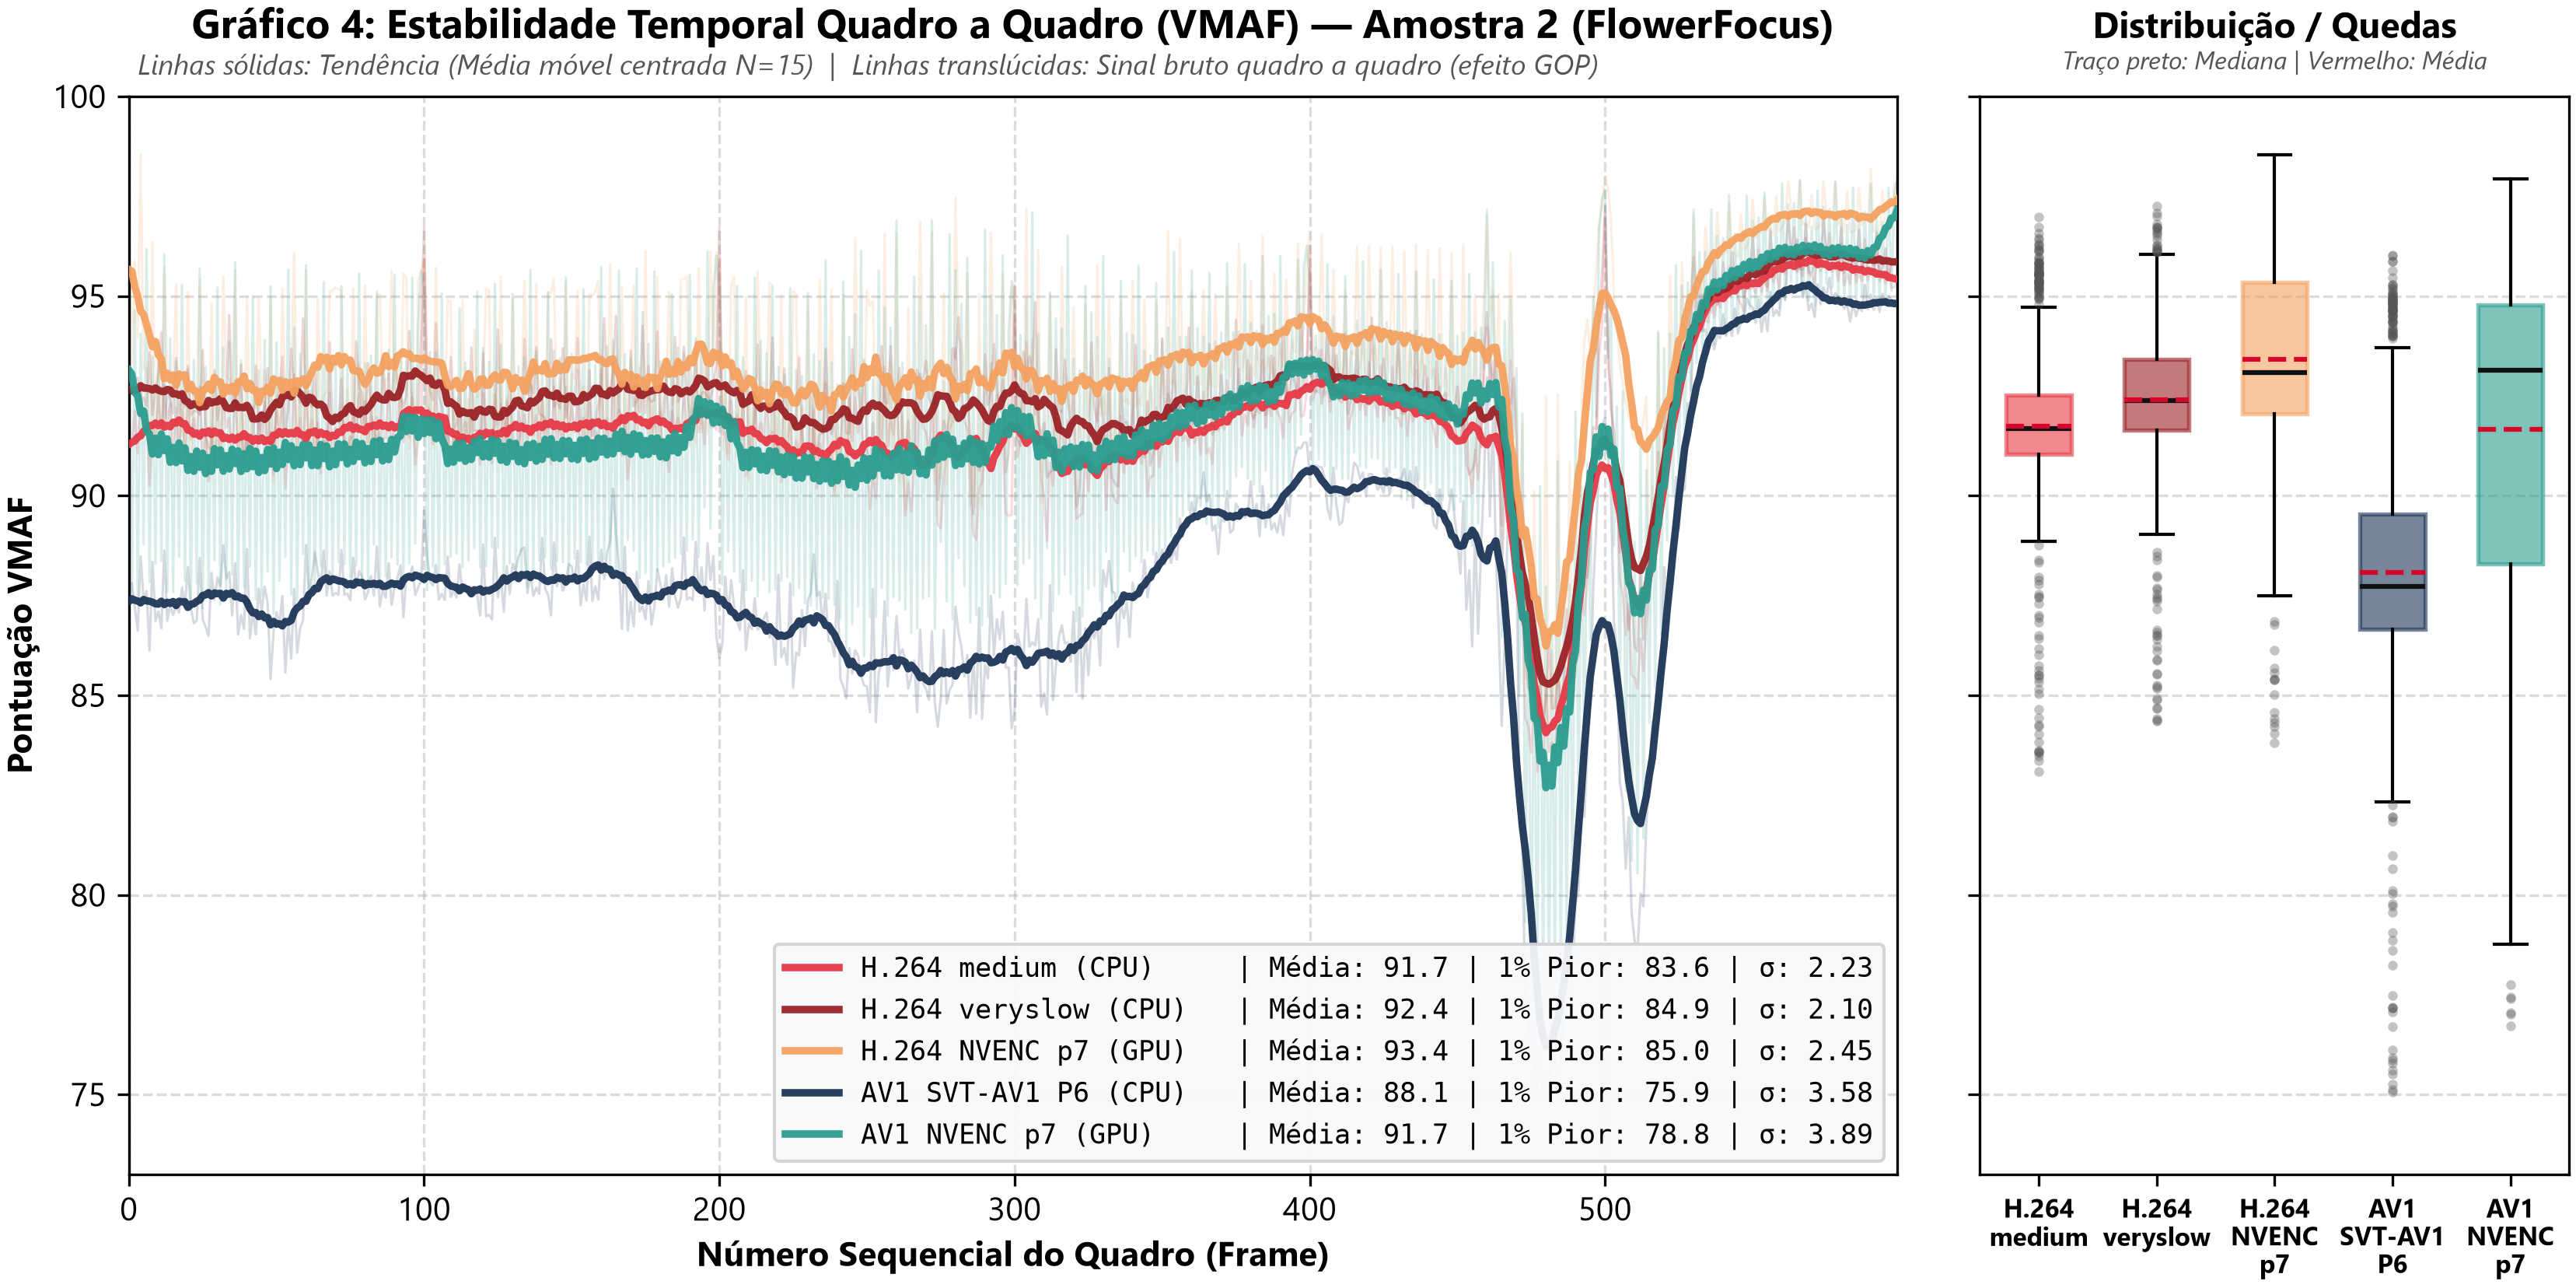 Gráfico 4: Estabilidade Temporal Quadro a Quadro (VMAF) — Amostra 2 (FlowerFocus)
Linhas sólidas: Tendência (Média móvel centrada N=15) | Linhas translúcidas: Sinal bruto quadro a quadro (efeito GOP)
Pontuação VMAF
100
95
90
85
80
75
H.264 medium (CPU) | Média: 91.7 | 1% Pior: 83.6 | σ: 2.23
H.264 veryslow (CPU) | Média: 92.4 | 1% Pior: 84.9 | σ: 2.10
H.264 NVENC p7 (GPU) | Média: 93.4 | 1% Pior: 85.0 | σ: 2.45
AV1 SVT-AV1 P6 (CPU) | Média: 88.1 | 1% Pior: 75.9 | σ: 3.58
AV1 NVENC p7 (GPU) | Média: 91.7 | 1% Pior: 78.8 | σ: 3.89
0 100 200 300 400 500
Número Sequencial do Quadro (Frame)
Distribuição / Quedas
Traço preto: Mediana | Vermelho: Média
H.264
medium
H.264
veryslow
H.264
NVENC
p7
AV1
SVT-AV1
P6
AV1
NVENC
p7